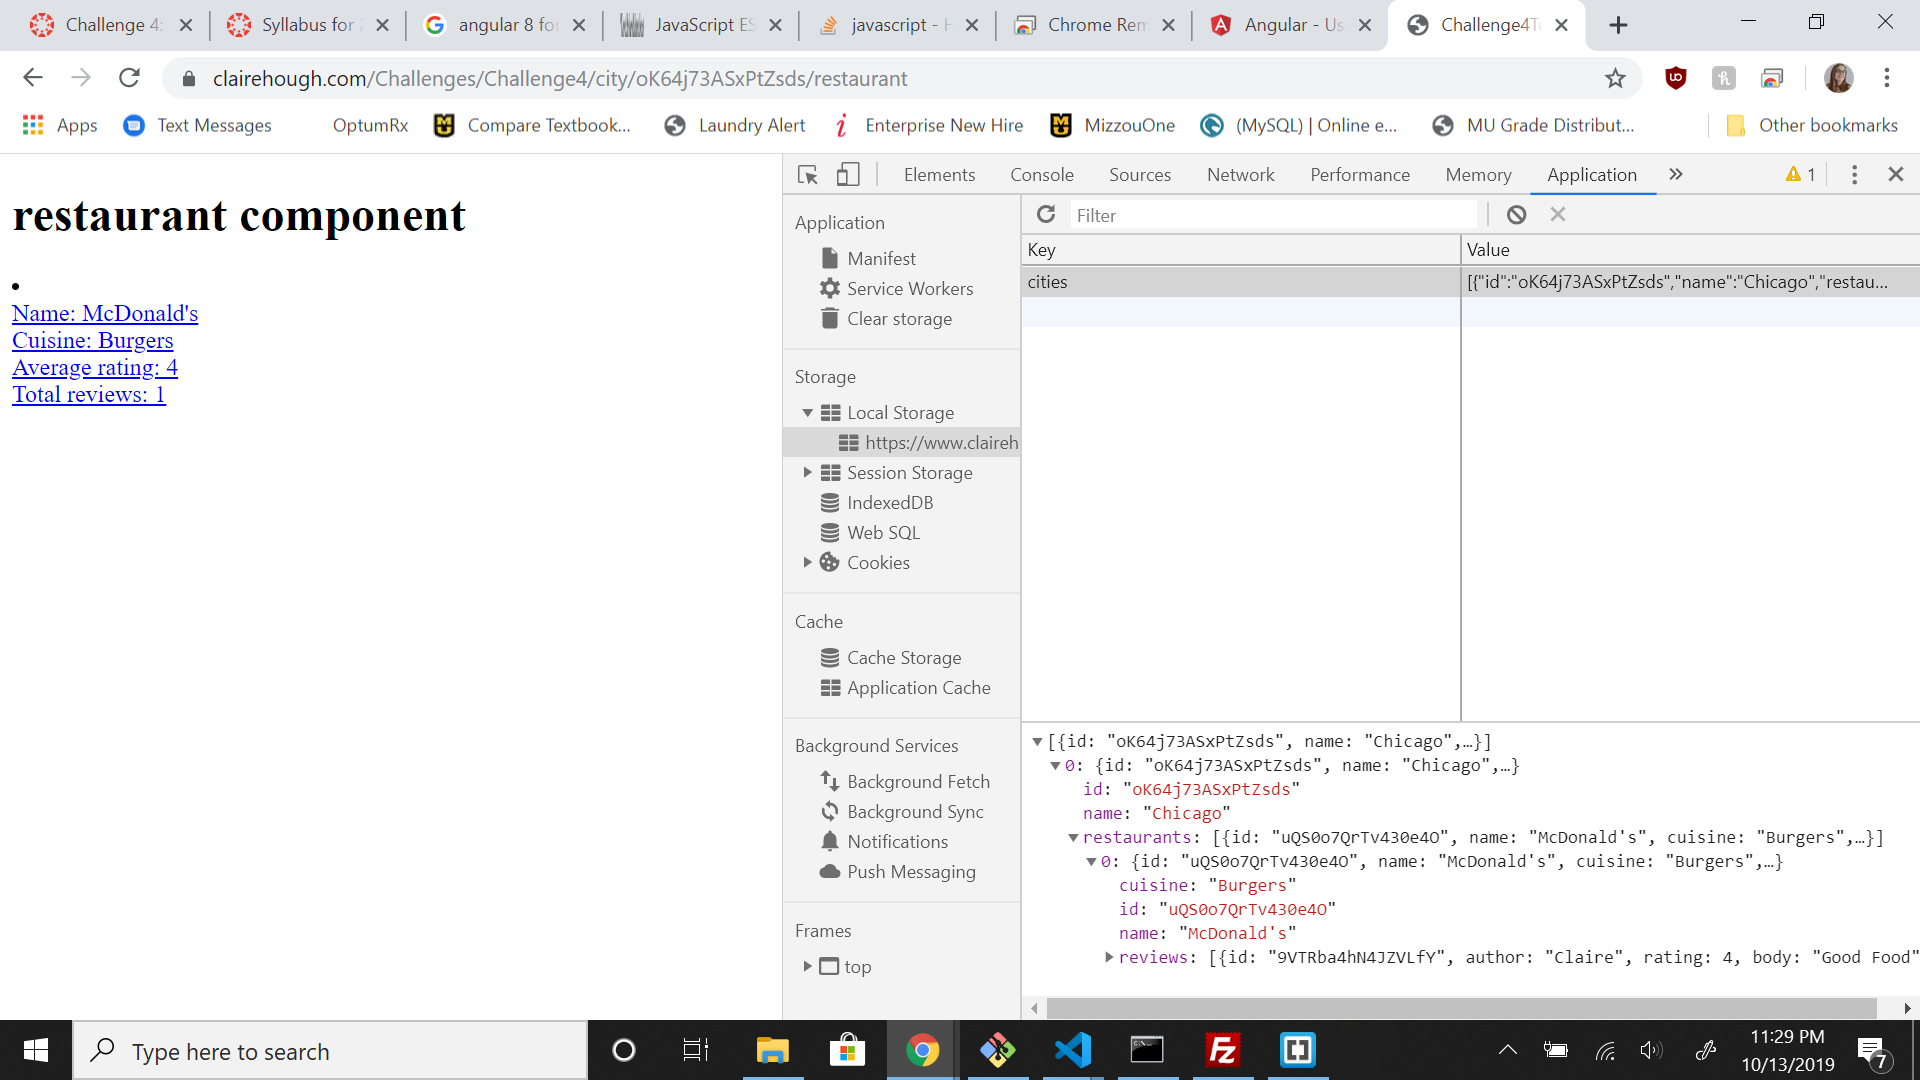 Challenge 4: Syllabus for 2 angular 8 for JavaScript ES javascript - H Chrome Rem Angular - Us Challenge4To
clairehough.com/Challenges/Challenge4/city/oK64j73ASxPtZsds/restaurant
Apps Text Messages OptumRx Compare Textbook... Laundry Alert Enterprise New Hire MizzouOne (MySQL) | Online e... MU Grade Distribut... Other bookmarks
restaurant component
Name: McDonald's
Cuisine: Burgers
Average rating: 4
Total reviews: 1
Elements Console Sources Network Performance Memory Application » 1
Application
Manifest
Service Workers
Clear storage
Storage
Local Storage
https://www.claireh
Session Storage
IndexedDB
Web SQL
Cookies
Cache
Cache Storage
Application Cache
Background Services
Background Fetch
Background Sync
Notifications
Push Messaging
Frames
top
Filter
Key Value
cities [{"id":"oK64j73ASxPtZsds","name":"Chicago","restau...
[{id: "oK64j73ASxPtZsds", name: "Chicago",…}]
0: {id: "oK64j73ASxPtZsds", name: "Chicago",…}
id: "oK64j73ASxPtZsds"
name: "Chicago"
restaurants: [{id: "uQS0o7QrTv430e4O", name: "McDonald's", cuisine: "Burgers",…}]
0: {id: "uQS0o7QrTv430e4O", name: "McDonald's", cuisine: "Burgers",…}
cuisine: "Burgers"
id: "uQS0o7QrTv430e4O"
name: "McDonald's"
reviews: [{id: "9VTRba4hN4JZVLfY", author: "Claire", rating: 4, body: "Good Food"
Type here to search
11:29 PM
10/13/2019
7